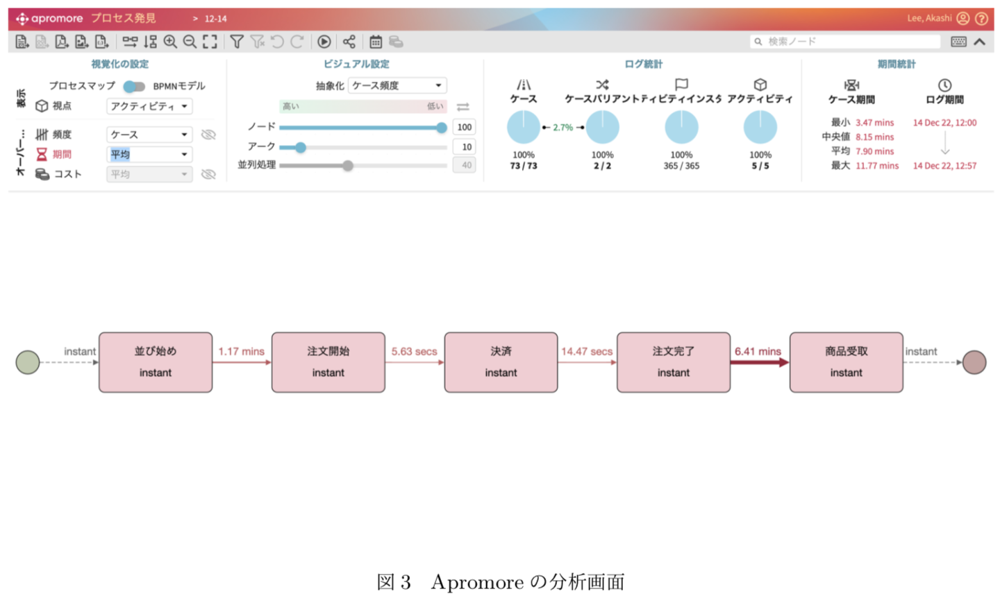 apromore プロセス発見 > 12-14 Lee, Akashi
検索ノード
視覚化の設定
表示
プロセスマップ BPMNモデル
視点 アクティビティ
オーバー...
頻度 ケース
期間 平均
コスト 平均
ビジュアル設定
抽象化 ケース頻度
高い 低い
ノード 100
アーク 10
並列処理 40
ログ統計
ケース ケースバリアントティビティインスタ アクティビティ
2.7%
100% 100% 100% 100%
73 / 73 2 / 2 365 / 365 5 / 5
期間統計
ケース期間 ログ期間
最小 3.47 mins 14 Dec 22, 12:00
中央値 8.15 mins
平均 7.90 mins
最大 11.77 mins 14 Dec 22, 12:57
instant 並び始め 1.17 mins 注文開始 5.63 secs 決済 14.47 secs 注文完了 6.41 mins 商品受取 instant
instant instant instant instant instant
図 3 Apromore の分析画面